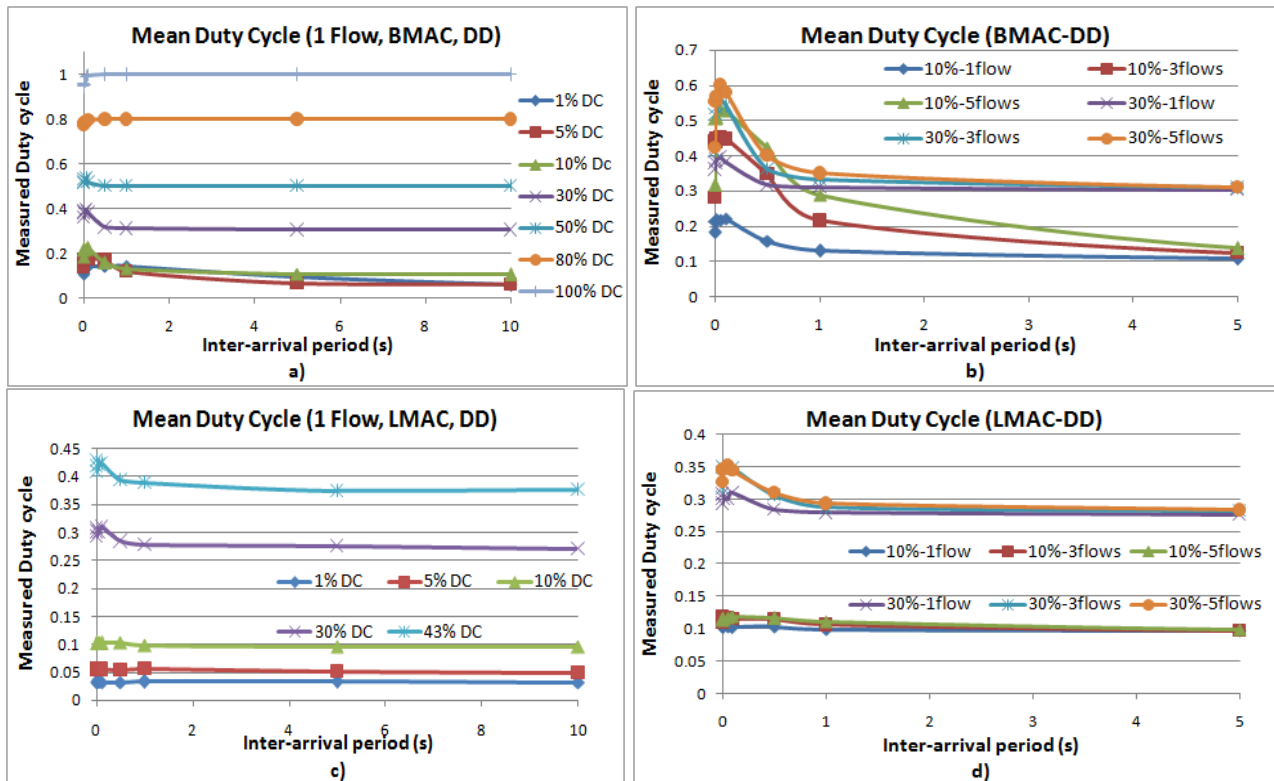 Mean Duty Cycle (1 Flow, BMAC, DD)
Measured Duty cycle
1
0.8
0.6
0.4
0.2
0
0 2 4 6 8 10
Inter-arrival period (s)
1% DC
5% DC
10% Dc
30% DC
50% DC
80% DC
100% DC
a)
Mean Duty Cycle (BMAC-DD)
Measured Duty cycle
0.7
0.6
0.5
0.4
0.3
0.2
0.1
0
0 1 2 3 4 5
Inter-arrival period (s)
10%-1flow 10%-3flows
10%-5flows 30%-1flow
30%-3flows 30%-5flows
b)
Mean Duty Cycle (1 Flow, LMAC, DD)
Measured Duty cycle
0.45
0.4
0.35
0.3
0.25
0.2
0.15
0.1
0.05
0
0 2 4 6 8 10
Inter-arrival period (s)
1% DC 5% DC 10% DC
30% DC 43% DC
c)
Mean Duty Cycle (LMAC-DD)
Measured Duty cycle
0.4
0.35
0.3
0.25
0.2
0.15
0.1
0.05
0
0 1 2 3 4 5
Inter-arrival period (s)
10%-1flow 10%-3flows 10%-5flows
30%-1flow 30%-3flows 30%-5flows
d)